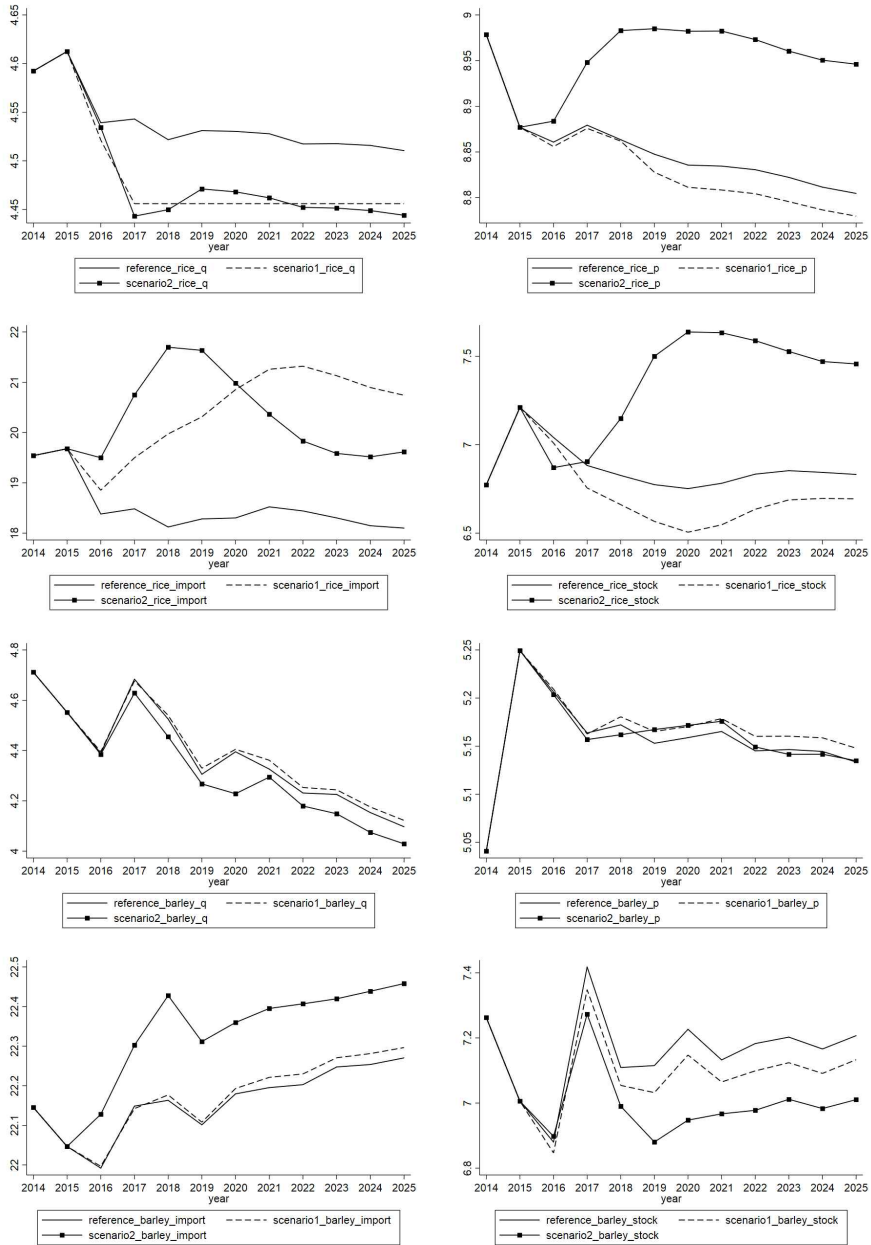 4.45 4.5 4.55 4.6 4.65
2014 2015 2016 2017 2018 2019 2020 2021 2022 2023 2024 2025
year
reference_rice_q scenario1_rice_q
scenario2_rice_q
8.8 8.85 8.9 8.95 9
2014 2015 2016 2017 2018 2019 2020 2021 2022 2023 2024 2025
year
reference_rice_p scenario1_rice_p
scenario2_rice_p
18 19 20 21 22
2014 2015 2016 2017 2018 2019 2020 2021 2022 2023 2024 2025
year
reference_rice_import scenario1_rice_import
scenario2_rice_import
6.5 7 7.5
2014 2015 2016 2017 2018 2019 2020 2021 2022 2023 2024 2025
year
reference_rice_stock scenario1_rice_stock
scenario2_rice_stock
4 4.2 4.4 4.6 4.8
2014 2015 2016 2017 2018 2019 2020 2021 2022 2023 2024 2025
year
reference_barley_q scenario1_barley_q
scenario2_barley_q
5.05 5.1 5.15 5.2 5.25
2014 2015 2016 2017 2018 2019 2020 2021 2022 2023 2024 2025
year
reference_barley_p scenario1_barley_p
scenario2_barley_p
22 22.1 22.2 22.3 22.4 22.5
2014 2015 2016 2017 2018 2019 2020 2021 2022 2023 2024 2025
year
reference_barley_import scenario1_barley_import
scenario2_barley_import
6.8 7 7.2 7.4
2014 2015 2016 2017 2018 2019 2020 2021 2022 2023 2024 2025
year
reference_barley_stock scenario1_barley_stock
scenario2_barley_stock